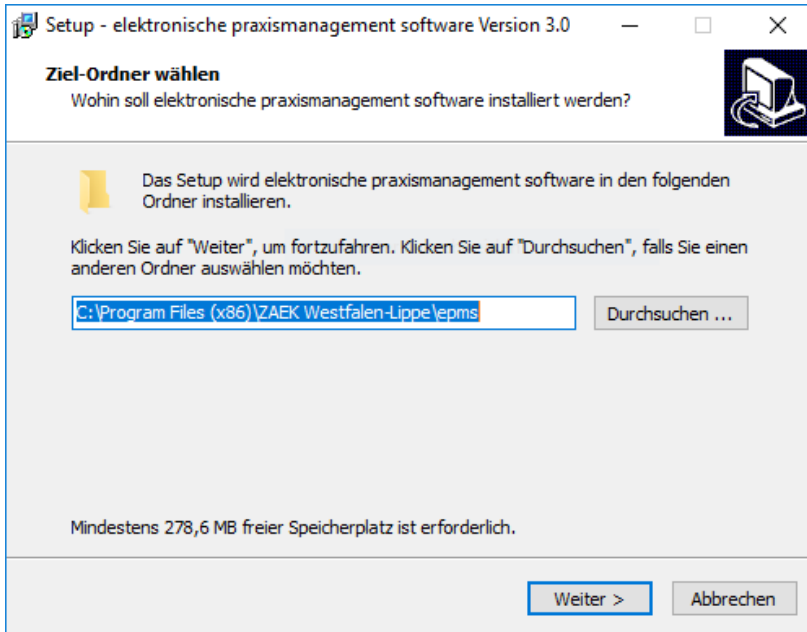 Setup - elektronische praxismanagement software Version 3.0
Ziel-Ordner wählen
Wohin soll elektronische praxismanagement software installiert werden?
Das Setup wird elektronische praxismanagement software in den folgenden
Ordner installieren.
Klicken Sie auf "Weiter", um fortzufahren. Klicken Sie auf "Durchsuchen", falls Sie einen
anderen Ordner auswählen möchten.
C:\Program Files (x86)\ZAEK Westfalen-Lippe\epms
Durchsuchen ...
Mindestens 278,6 MB freier Speicherplatz ist erforderlich.
Weiter >
Abbrechen